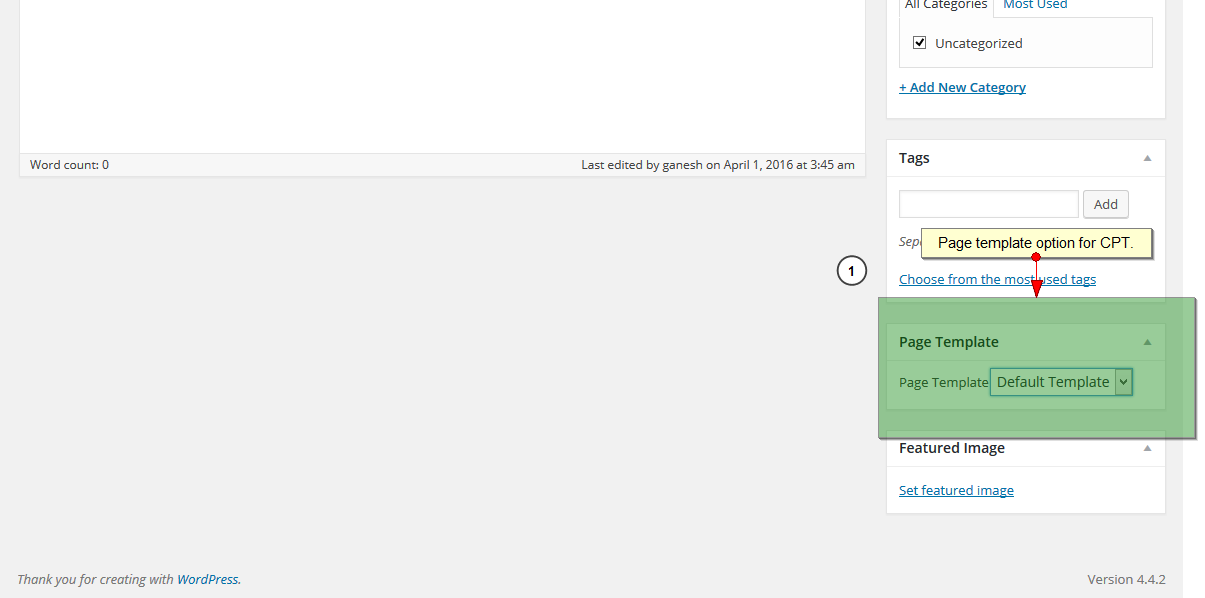 All Categories Most Used
Uncategorized
+ Add New Category
Word count: 0 Last edited by ganesh on April 1, 2016 at 3:45 am
Tags
Add
Page template option for CPT.
1
Choose from the most used tags
Page Template
Page Template Default Template
Featured Image
Set featured image
Thank you for creating with WordPress. Version 4.4.2